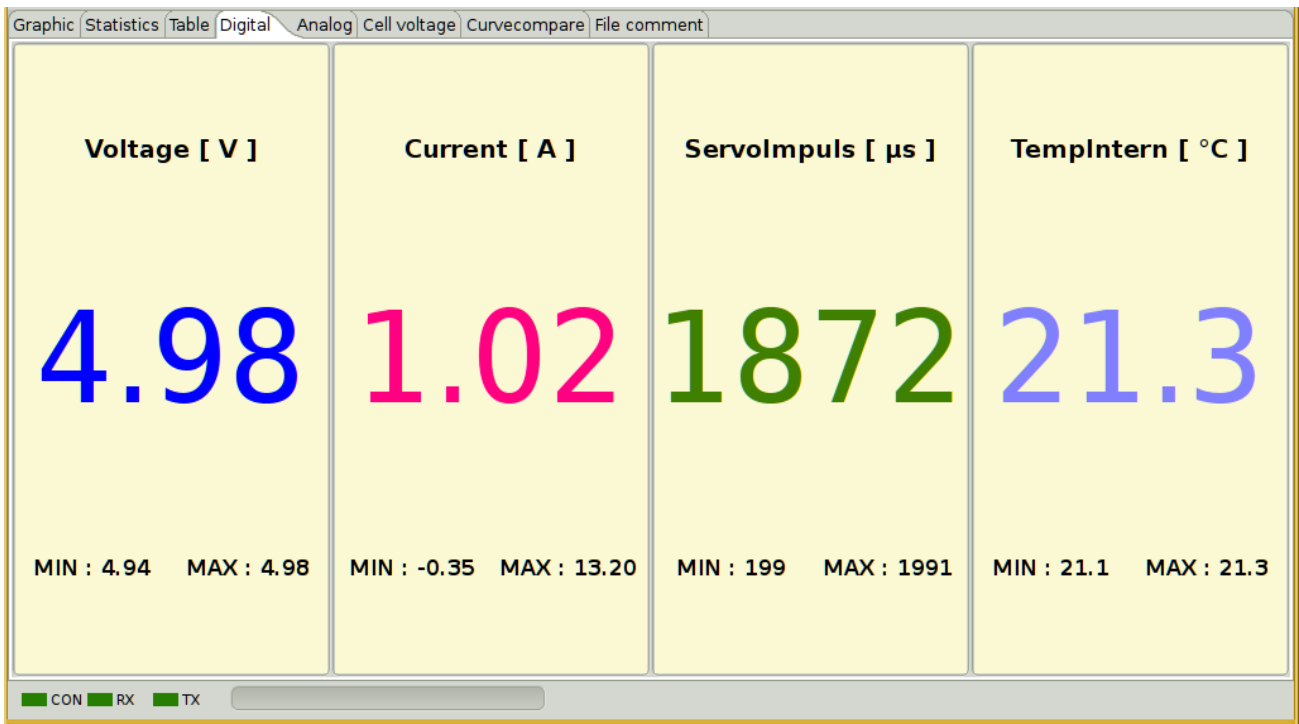 Graphic Statistics Table Digital Analog Cell voltage Curvecompare File comment
Voltage [ V ]
4.98
MIN : 4.94 MAX : 4.98
Current [ A ]
1.02
MIN : -0.35 MAX : 13.20
ServoImpuls [ µs ]
1872
MIN : 199 MAX : 1991
TempIntern [ °C ]
21.3
MIN : 21.1 MAX : 21.3
CON RX TX